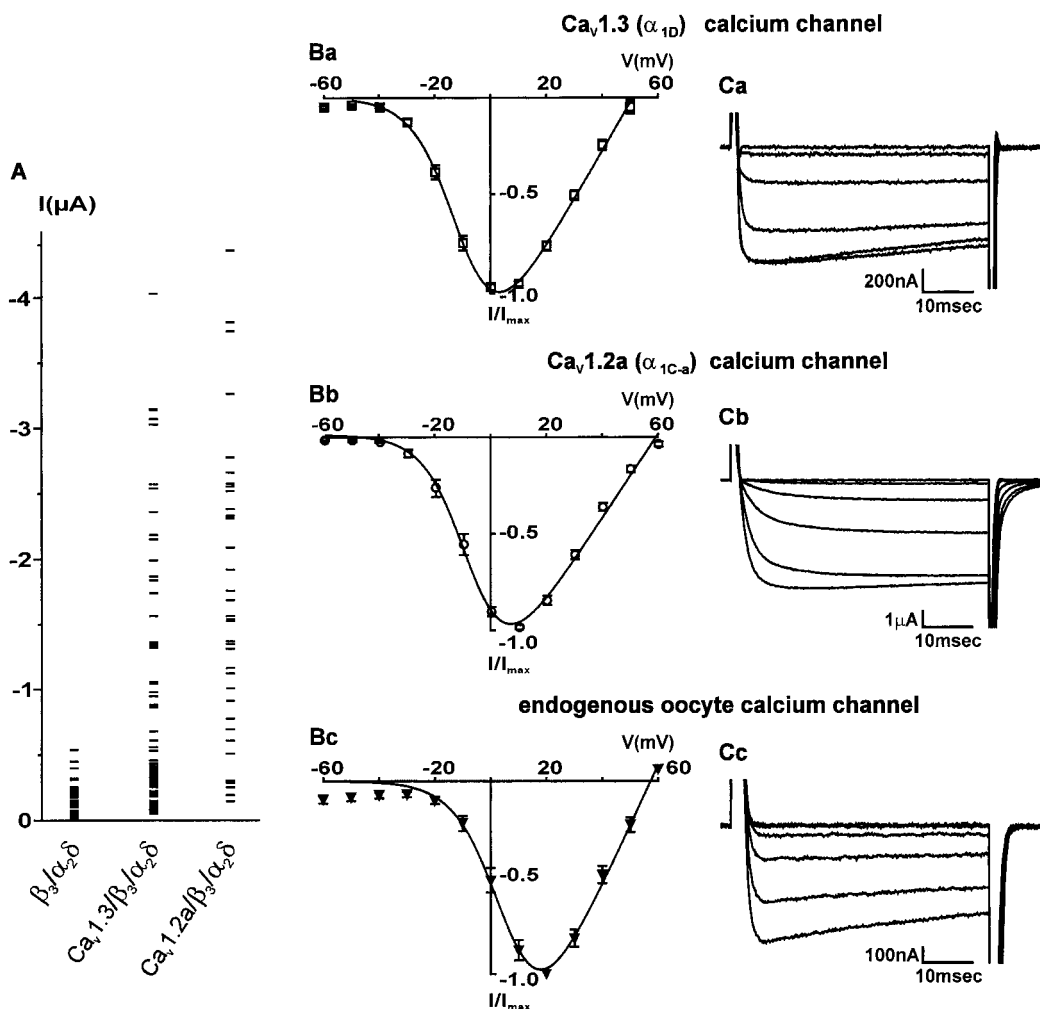 A
I(μA)
-4
-3
-2
-1
0
β₃/α₂δ
Caᵥ1.3/β₃/α₂δ
Caᵥ1.2a/β₃/α₂δ
Caᵥ1.3 (α₁D) calcium channel
Ba
V(mV)
-60 -20 20 60
-0.5
-1.0
I/Imax
Ca
200nA
10msec
Caᵥ1.2a (α₁C-a) calcium channel
Bb
V(mV)
-60 -20 20 60
-0.5
-1.0
I/Imax
Cb
1μA
10msec
endogenous oocyte calcium channel
Bc
V(mV)
-60 -20 20 60
-0.5
-1.0
I/Imax
Cc
100nA
10msec